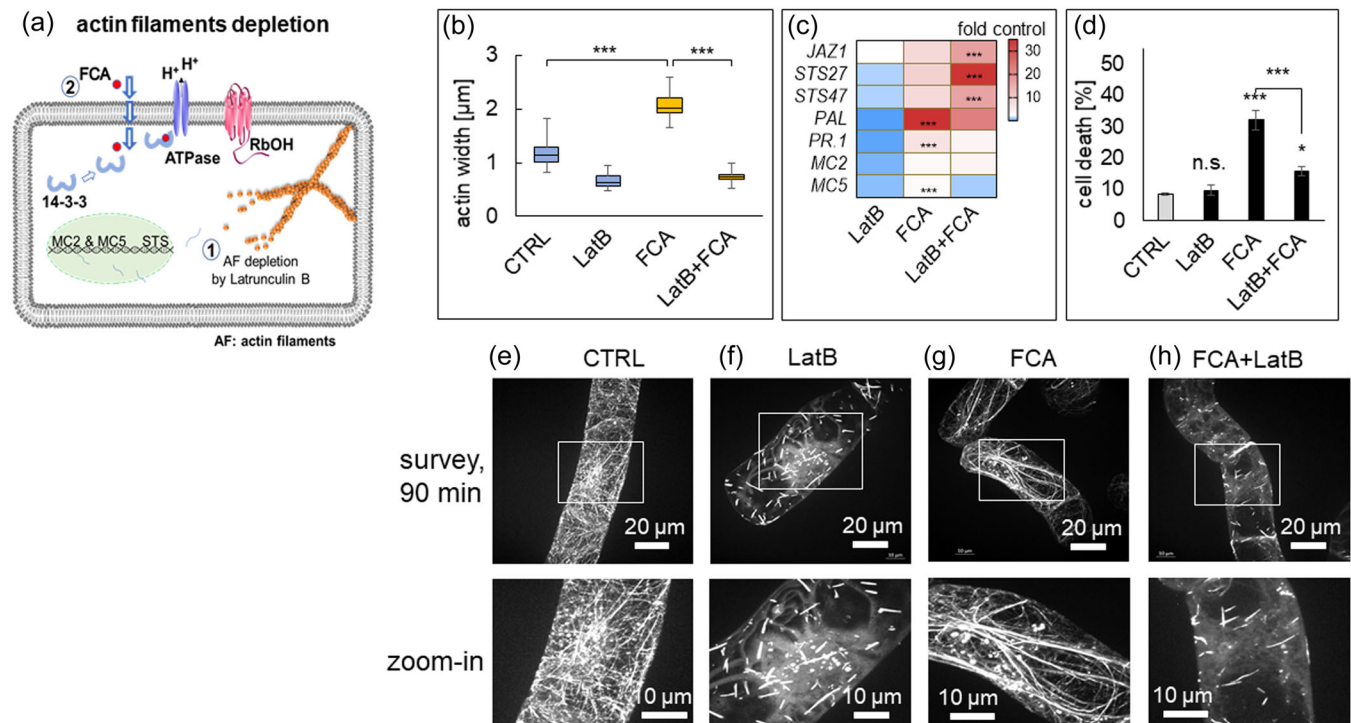 (a) actin filaments depletion
FCA
2
H+ H+
ATPase
RbOH
14-3-3
MC2 & MC5 STS
1
AF depletion
by Latrunculin B
AF: actin filaments
(b)
actin width [µm]
3
2
1
0
***
***
CTRL
LatB
FCA
LatB+FCA
(c)
fold control
30
20
10
JAZ1
***
STS27
***
STS47
***
PAL
***
PR.1
***
MC2
MC5
***
LatB
FCA
LatB+FCA
(d)
cell death [%]
50
40
30
20
10
0
n.s.
***
***
*
CTRL
LatB
FCA
LatB+FCA
(e) CTRL
(f) LatB
(g) FCA
(h) FCA+LatB
survey,
90 min
20 µm
20 µm
20 µm
20 µm
zoom-in
10 µm
10 µm
10 µm
10 µm